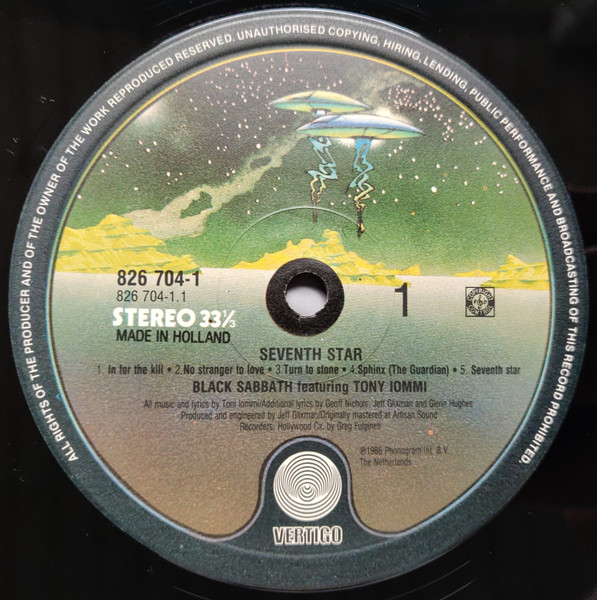 ALL RIGHTS OF THE PRODUCER AND OF THE OWNER OF THE WORK REPRODUCED RESERVED. UNAUTHORISED COPYING, HIRING, LENDING, PUBLIC PERFORMANCE AND BROADCASTING OF THIS RECORD PROHIBITED.
826 704-1
826 704-1.1
1
STEREO 33⅓
MADE IN HOLLAND
SEVENTH STAR
1. In for the kill • 2.No stranger to love • 3.Turn to stone • 4.Sphinx (The Guardian) • 5. Seventh star
BLACK SABBATH featuring TONY IOMMI
All music and lyrics by Toni Iommi/Additional lyrics by Geoff Nichols, Jeff Glixman and Glenn Hughes
Produced and engineered by Jeff Glixman/Originally mastered at Artisan Sound
Recorders, Hollywood Ca. by Greg Fulgineti
℗1986 Phonogram Int. B.V.
The Netherlands
VERTIGO